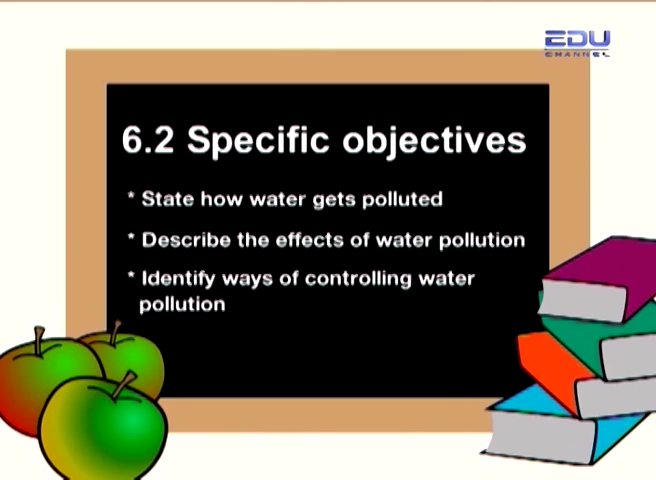 EDU
CHANNEL
6.2 Specific objectives
* State how water gets polluted
* Describe the effects of water pollution
* Identify ways of controlling water
pollution